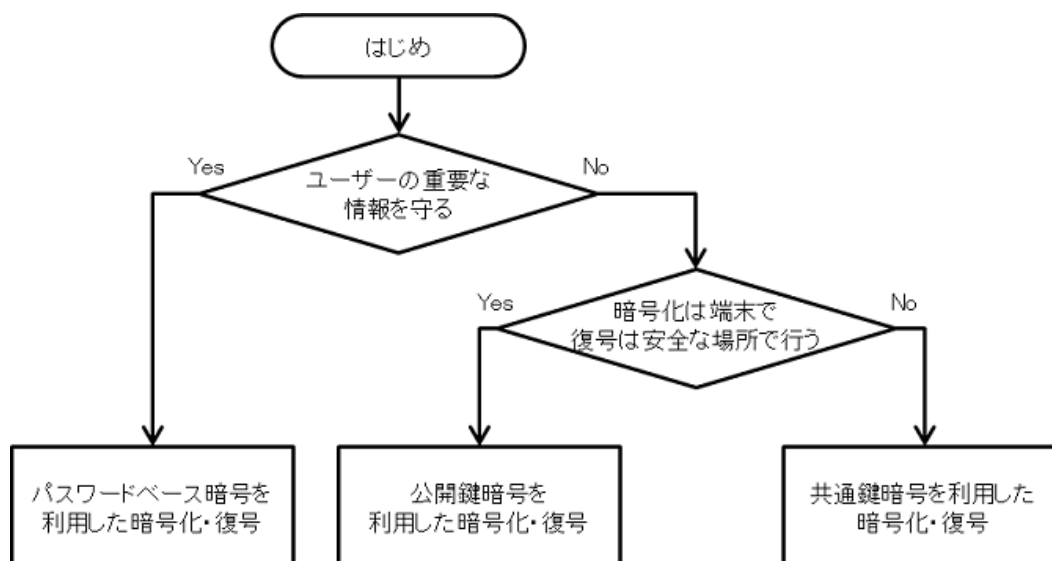 はじめ
Yes
No
ユーザーの重要な
情報を守る
Yes
No
暗号化は端末で
復号は安全な場所で行う
パスワードベース暗号を
利用した暗号化・復号
公開鍵暗号を
利用した暗号化・復号
共通鍵暗号を利用した
暗号化・復号